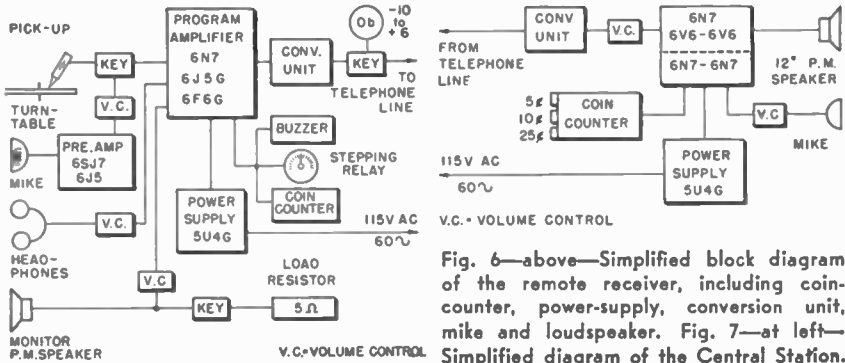 PICK-UP
TURN-
TABLE
KEY
V.C.
MIKE
PRE.AMP
6SJ7
6J5
HEAD-
PHONES
V.C.
MONITOR
P.M.SPEAKER
V.C
KEY
LOAD
RESISTOR
5Ω
V.C.=VOLUME CONTROL
PROGRAM
AMPLIFIER
6N7
6J5G
6F6G
CONV.
UNIT
KEY
Db
-10
to
+6
TO
TELEPHONE
LINE
BUZZER
STEPPING
RELAY
COIN
COUNTER
POWER
SUPPLY
5U4G
115V AC
60~
FROM
TELEPHONE
LINE
CONV
UNIT
V.C.
6N7
6V6-6V6
6N7-6N7
12" P.M.
SPEAKER
5¢
10¢
25¢
COIN
COUNTER
V.C
MIKE
POWER
SUPPLY
5U4G
115V AC
60~
V.C.=VOLUME CONTROL
Fig. 6—above—Simplified block diagram
of the remote receiver, including coin-
counter, power-supply, conversion unit,
mike and loudspeaker. Fig. 7—at left—
Simplified diagram of the Central Station.